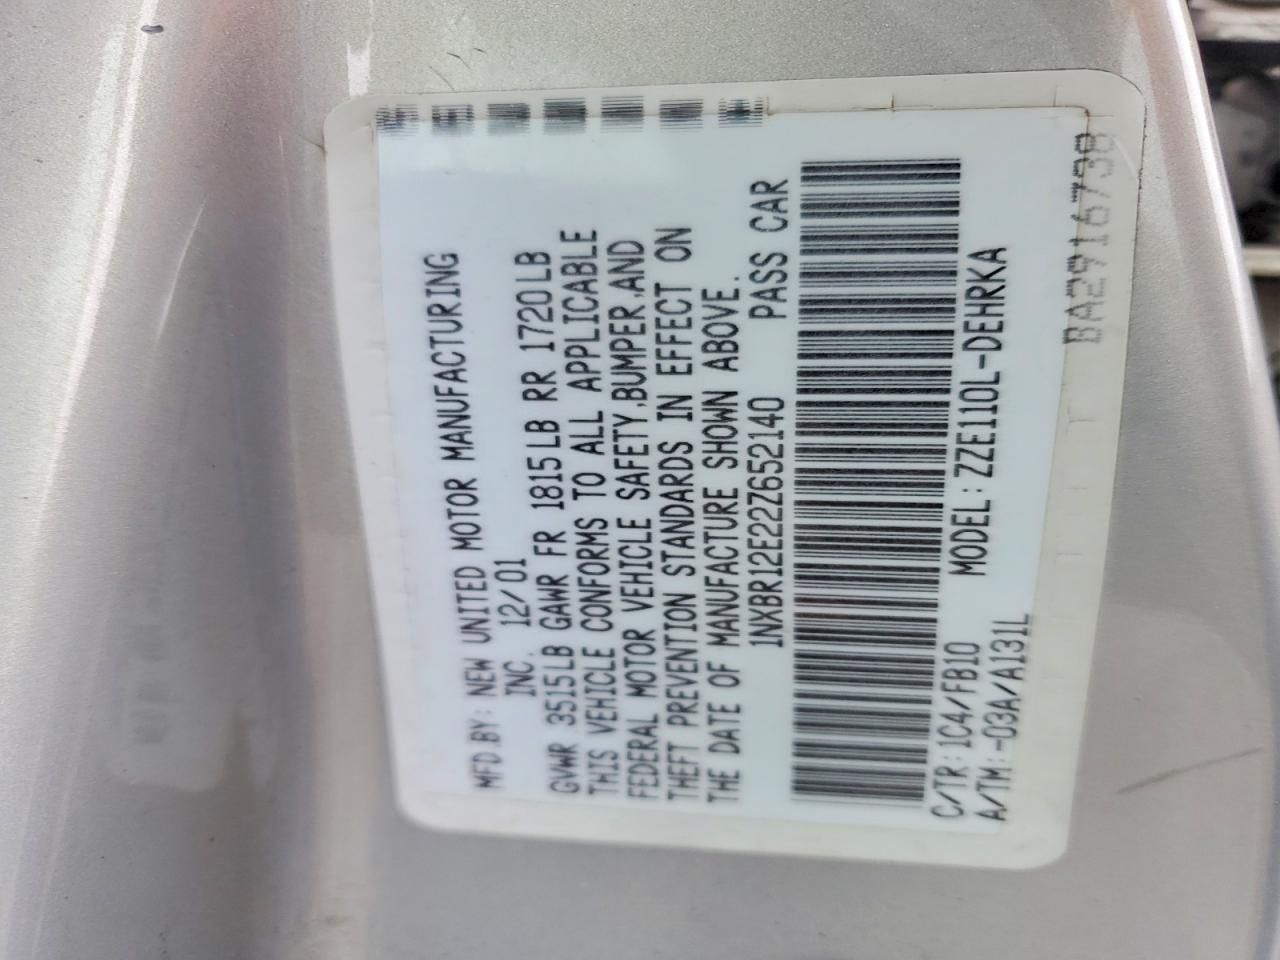 MFD.BY: NEW UNITED MOTOR MANUFACTURING
INC. 12/01
GVWR 3515LB GAWR FR 1815LB RR 1720LB
THIS VEHICLE CONFORMS TO ALL APPLICABLE
FEDERAL MOTOR VEHICLE SAFETY,BUMPER,AND
THEFT PREVENTION STANDARDS IN EFFECT ON
THE DATE OF MANUFACTURE SHOWN ABOVE.
1NXBR12E22Z652140 PASS CAR
C/TR:1C4/FB10 MODEL:ZZE110L-DEHRKA
A/TM:-03A/A131L
BA2916738